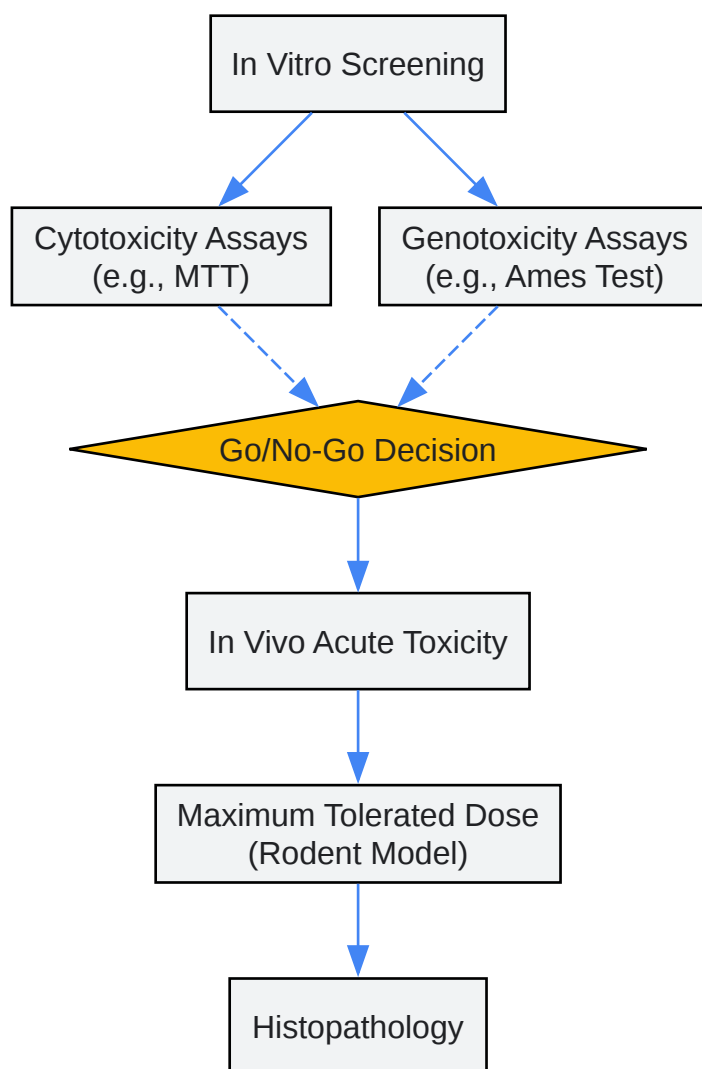 In Vitro Screening
Cytotoxicity Assays
(e.g., MTT)
Genotoxicity Assays
(e.g., Ames Test)
Go/No-Go Decision
In Vivo Acute Toxicity
Maximum Tolerated Dose
(Rodent Model)
Histopathology